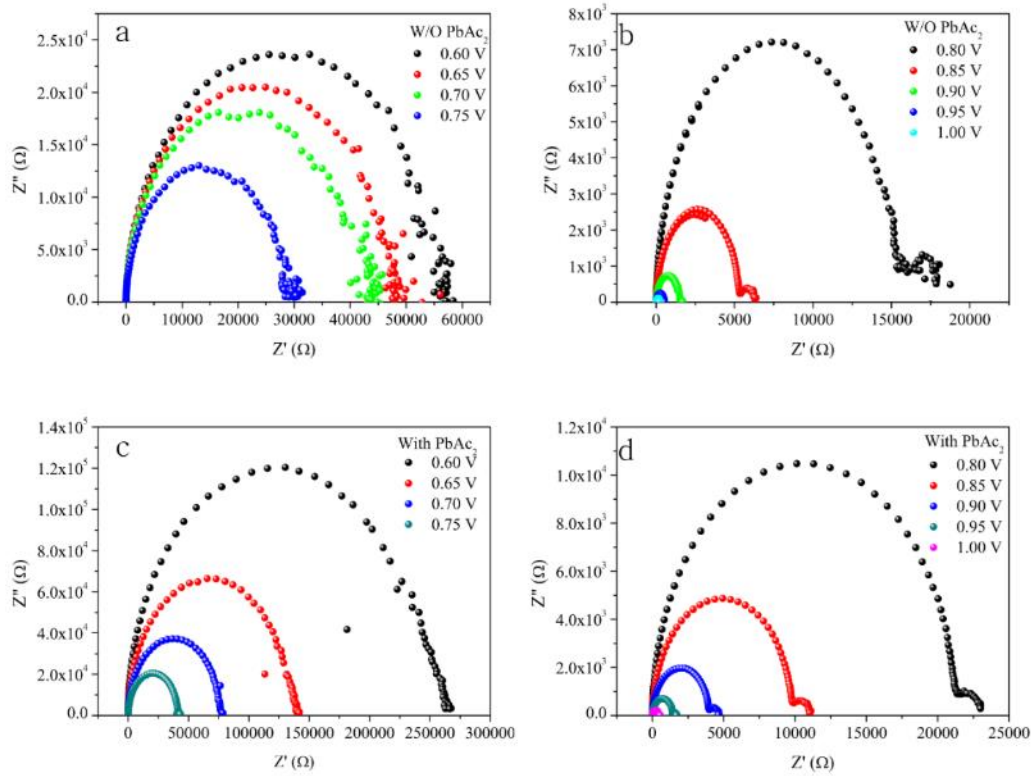 a
W/O PbAc₂
0.60 V
0.65 V
0.70 V
0.75 V
2.5x10⁴
2.0x10⁴
1.5x10⁴
1.0x10⁴
5.0x10³
0.0
Z'' (Ω)
0 10000 20000 30000 40000 50000 60000
Z' (Ω)
b
W/O PbAc₂
0.80 V
0.85 V
0.90 V
0.95 V
1.00 V
8x10³
7x10³
6x10³
5x10³
4x10³
3x10³
2x10³
1x10³
0
Z'' (Ω)
0 5000 10000 15000 20000
Z' (Ω)
c
With PbAc₂
0.60 V
0.65 V
0.70 V
0.75 V
1.4x10⁵
1.2x10⁵
1.0x10⁵
8.0x10⁴
6.0x10⁴
4.0x10⁴
2.0x10⁴
0.0
Z'' (Ω)
0 50000 100000 150000 200000 250000 300000
Z' (Ω)
d
With PbAc₂
0.80 V
0.85 V
0.90 V
0.95 V
1.00 V
1.2x10⁴
1.0x10⁴
8.0x10³
6.0x10³
4.0x10³
2.0x10³
0.0
Z'' (Ω)
0 5000 10000 15000 20000 25000
Z' (Ω)